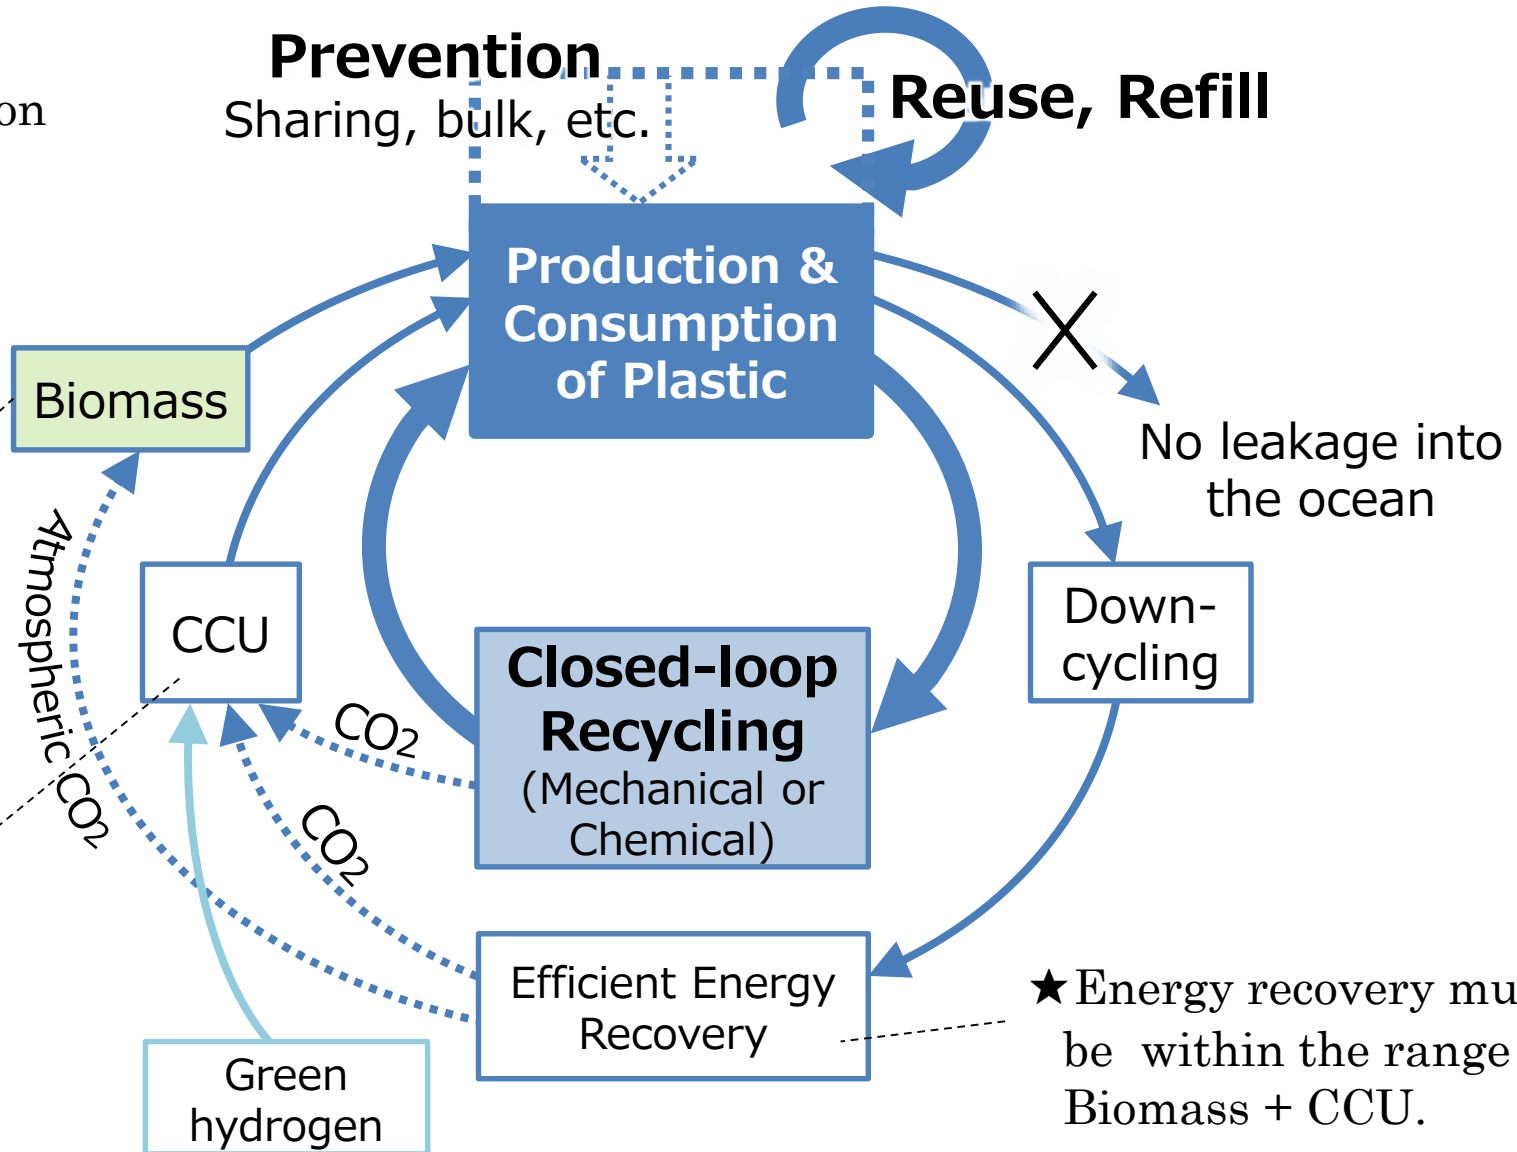 Prevention
Sharing, bulk, etc.
Reuse, Refill
on
Production &
Consumption
of Plastic
Biomass
No leakage into
the ocean
Atmospheric CO2
CCU
Down-
cycling
Closed-loop
Recycling
(Mechanical or
Chemical)
CO2
CO2
Efficient Energy
Recovery
★Energy recovery mu
be within the range
Biomass + CCU.
Green
hydrogen